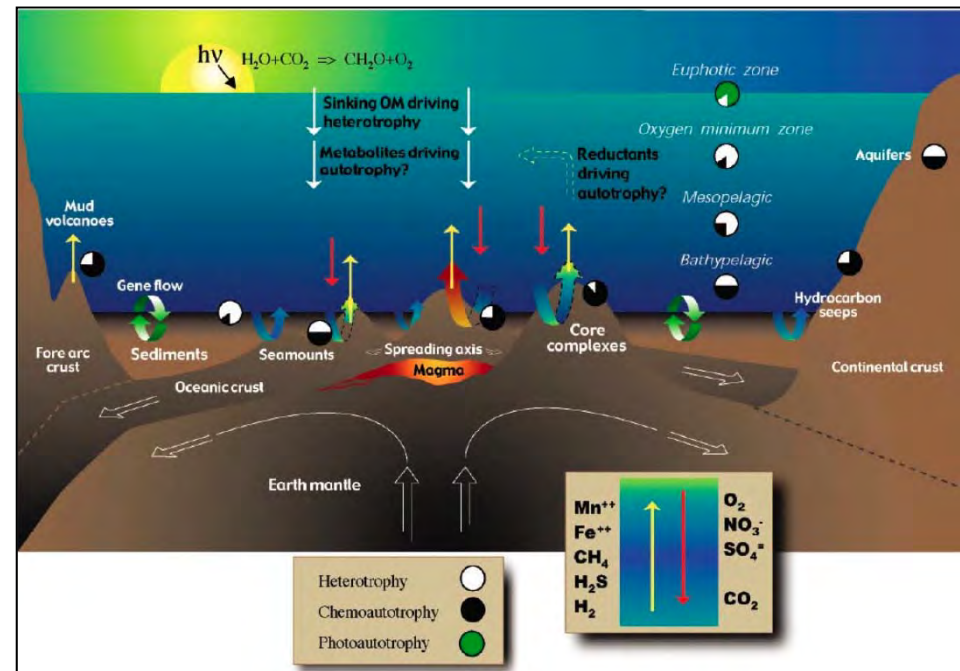 hν
H₂O+CO₂ ⇒ CH₂O+O₂
Sinking OM driving
heterotrophy
Metabolites driving
autotrophy?
Reductants
driving
autotrophy?
Euphotic zone
Oxygen minimum zone
Mesopelagic
Bathypelagic
Aquifers
Mud
volcanoes
Gene flow
Sediments
Seamounts
Spreading axis
Magma
Core
complexes
Hydrocarbon
seeps
Fore arc
crust
Oceanic crust
Continental crust
Earth mantle
Heterotrophy
Chemoautotrophy
Photoautotrophy
Mn⁺⁺
Fe⁺⁺
CH₄
H₂S
H₂
O₂
NO₃⁻
SO₄⁼
CO₂